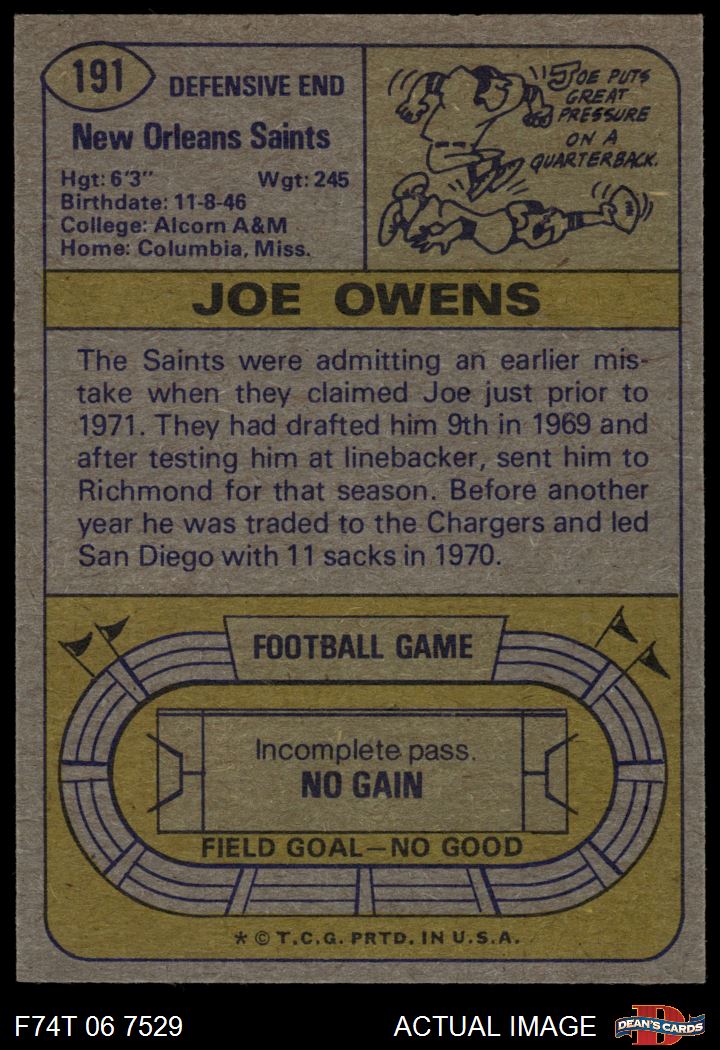 191
DEFENSIVE END
New Orleans Saints
Hgt: 6'3" Wgt: 245
Birthdate: 11-8-46
College: Alcorn A&M
Home: Columbia, Miss.
JOE PUTS
GREAT
PRESSURE
ON A
QUARTERBACK.
JOE OWENS
The Saints were admitting an earlier mis-
take when they claimed Joe just prior to
1971. They had drafted him 9th in 1969 and
after testing him at linebacker, sent him to
Richmond for that season. Before another
year he was traded to the Chargers and led
San Diego with 11 sacks in 1970.
FOOTBALL GAME
Incomplete pass.
NO GAIN
FIELD GOAL—NO GOOD
* © T.C.G. PRTD. IN U.S.A.
F74T 06 7529 ACTUAL IMAGE
D
DEAN'S CARDS